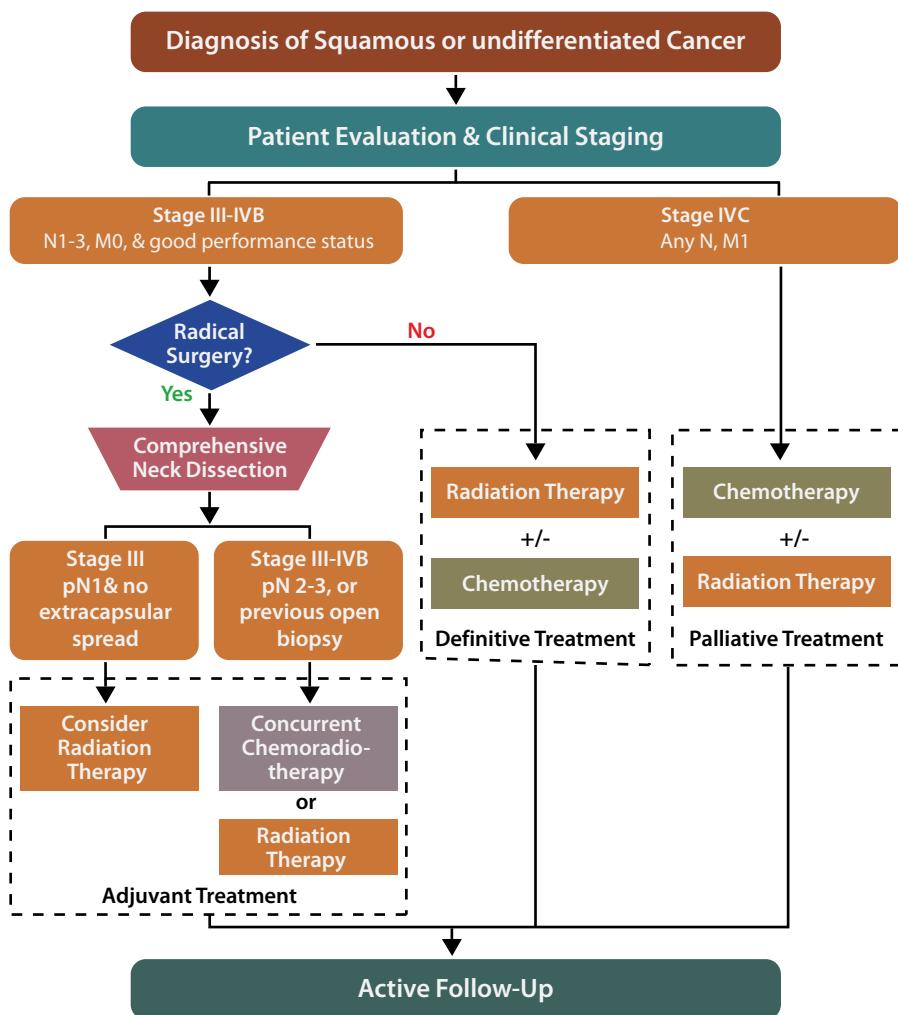 Diagnosis of Squamous or undifferentiated Cancer
Patient Evaluation & Clinical Staging
Stage III-IVB
N1-3, M0, & good performance status
Stage IVC
Any N, M1
Radical
Surgery?
No
Yes
Comprehensive
Neck Dissection
Radiation Therapy
+/-
Chemotherapy
Definitive Treatment
Chemotherapy
+/-
Radiation Therapy
Palliative Treatment
Stage III
pN1& no
extracapsular
spread
Stage III-IVB
pN 2-3, or
previous open
biopsy
Consider
Radiation
Therapy
Concurrent
Chemoradio-
therapy
or
Radiation
Therapy
Adjuvant Treatment
Active Follow-Up